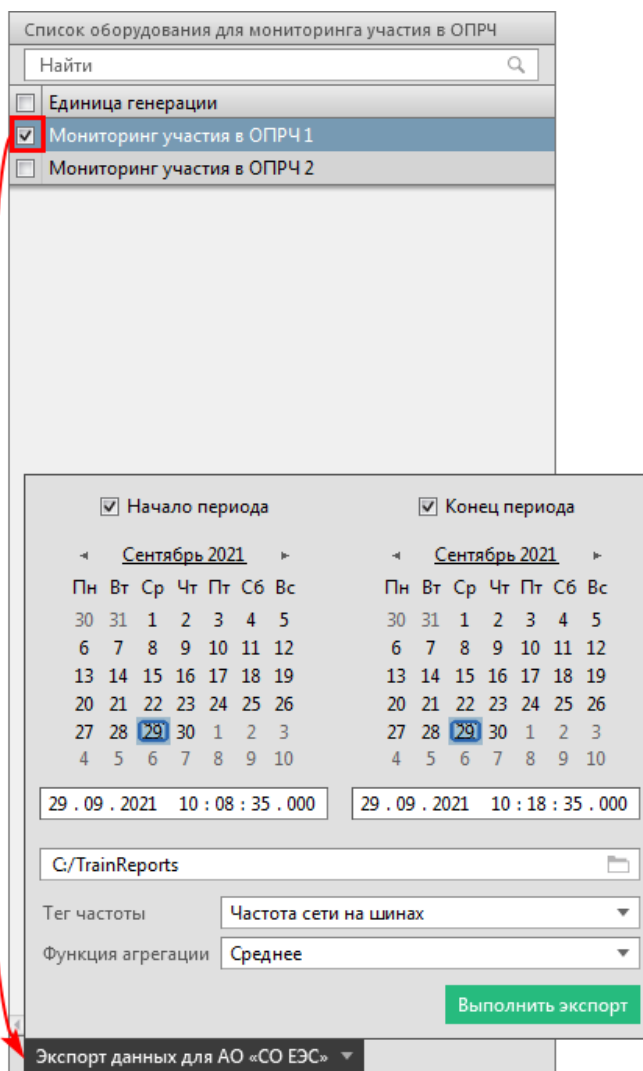 Список оборудования для мониторинга участия в ОПРЧ
Найти
Единица генерации
Мониторинг участия в ОПРЧ 1
Мониторинг участия в ОПРЧ 2
Начало периода Конец периода
Сентябрь 2021 Сентябрь 2021
Пн Вт Ср Чт Пт Сб Вс Пн Вт Ср Чт Пт Сб Вс
30 31 1 2 3 4 5 30 31 1 2 3 4 5
6 7 8 9 10 11 12 6 7 8 9 10 11 12
13 14 15 16 17 18 19 13 14 15 16 17 18 19
20 21 22 23 24 25 26 20 21 22 23 24 25 26
27 28 29 30 1 2 3 27 28 29 30 1 2 3
4 5 6 7 8 9 10 4 5 6 7 8 9 10
29 . 09 . 2021 10 : 08 : 35 . 000 29 . 09 . 2021 10 : 18 : 35 . 000
C:/TrainReports
Тег частоты Частота сети на шинах
Функция агрегации Среднее
Выполнить экспорт
Экспорт данных для АО «СО ЕЭС»